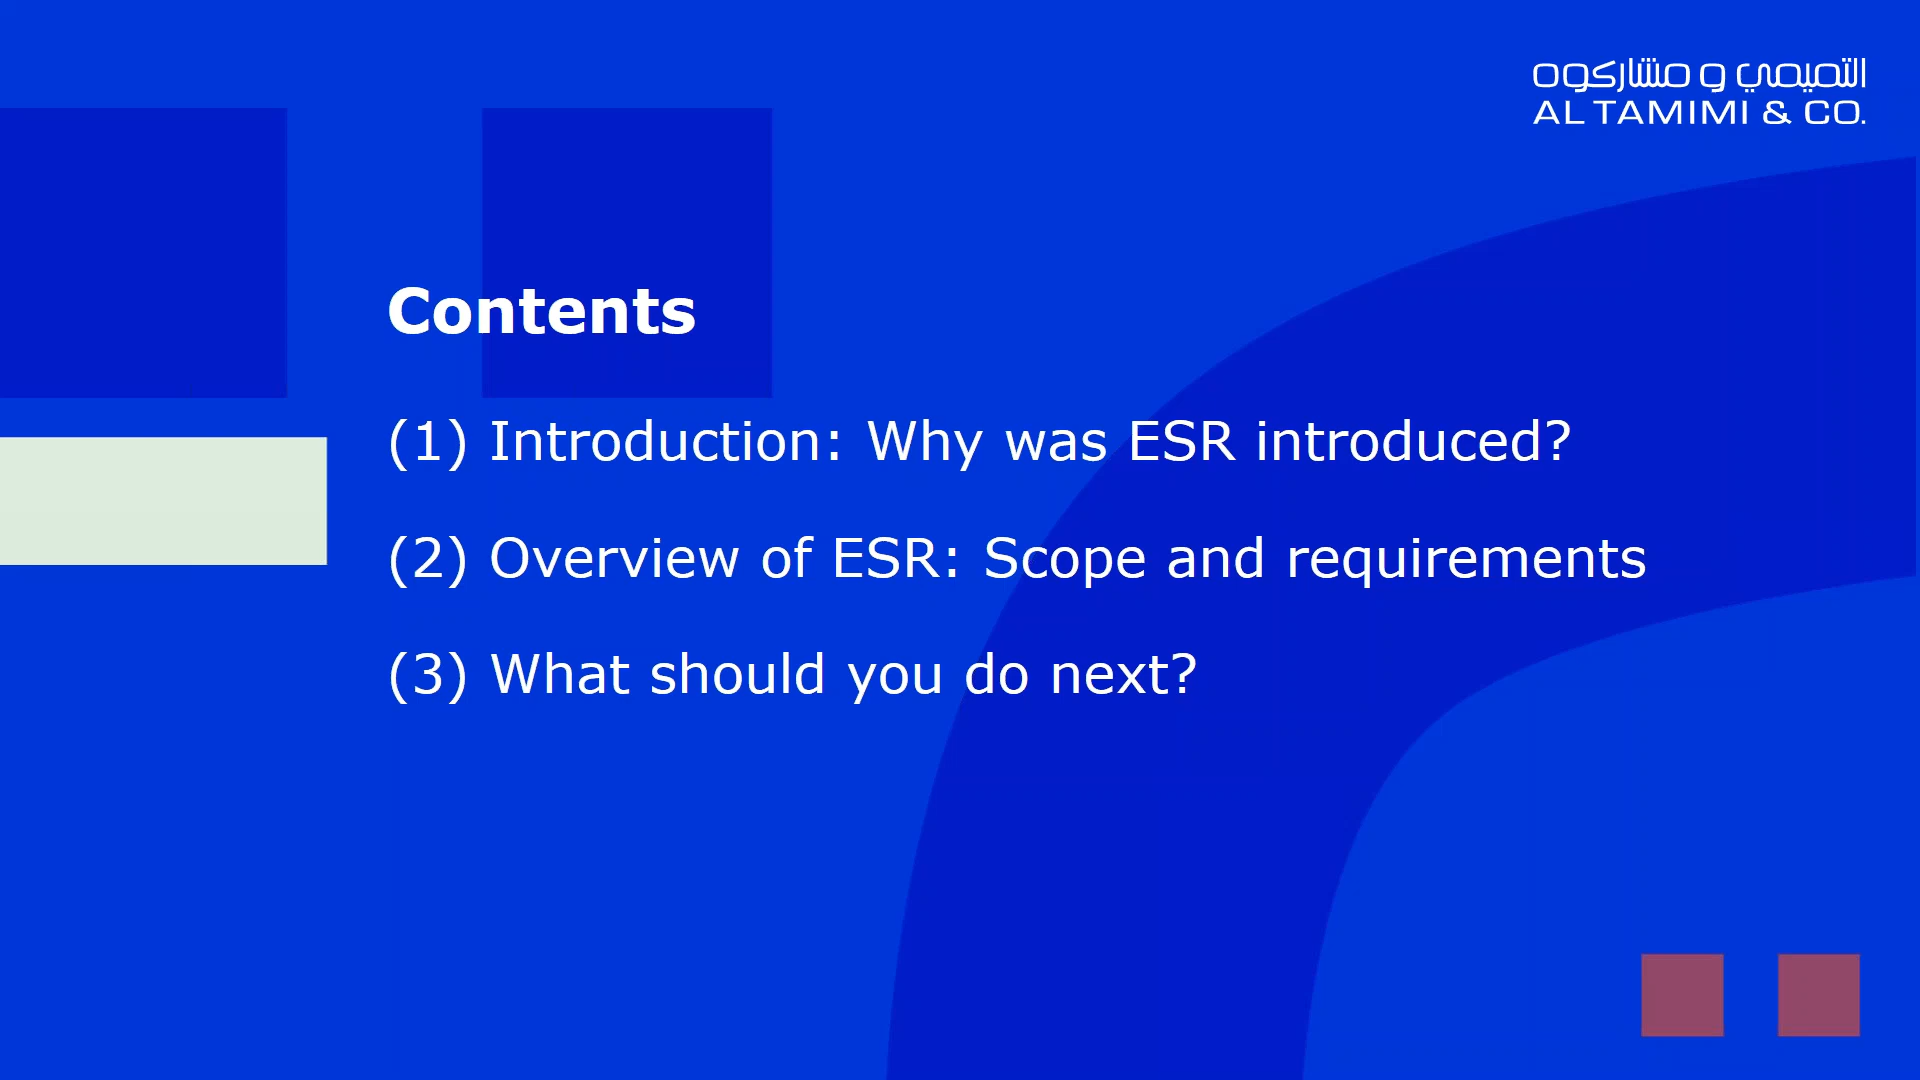 التميمي و مشاركوه
AL TAMIMI & CO.
Contents
(1) Introduction: Why was ESR introduced?
(2) Overview of ESR: Scope and requirements
(3) What should you do next?